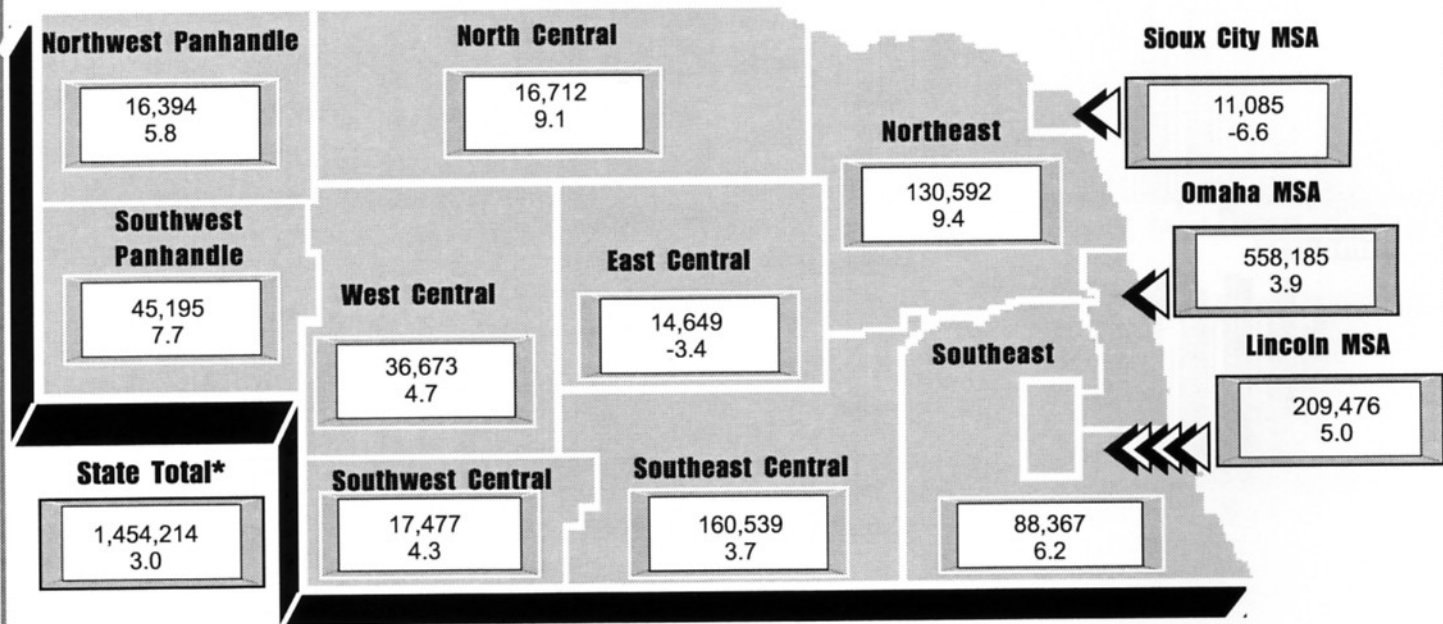 Northwest Panhandle
16,394
5.8
North Central
16,712
9.1
Sioux City MSA
11,085
-6.6
Northeast
130,592
9.4
Omaha MSA
558,185
3.9
Southwest
Panhandle
45,195
7.7
West Central
36,673
4.7
East Central
14,649
-3.4
Southeast
88,367
6.2
Lincoln MSA
209,476
5.0
State Total*
1,454,214
3.0
Southwest Central
17,477
4.3
Southeast Central
160,539
3.7